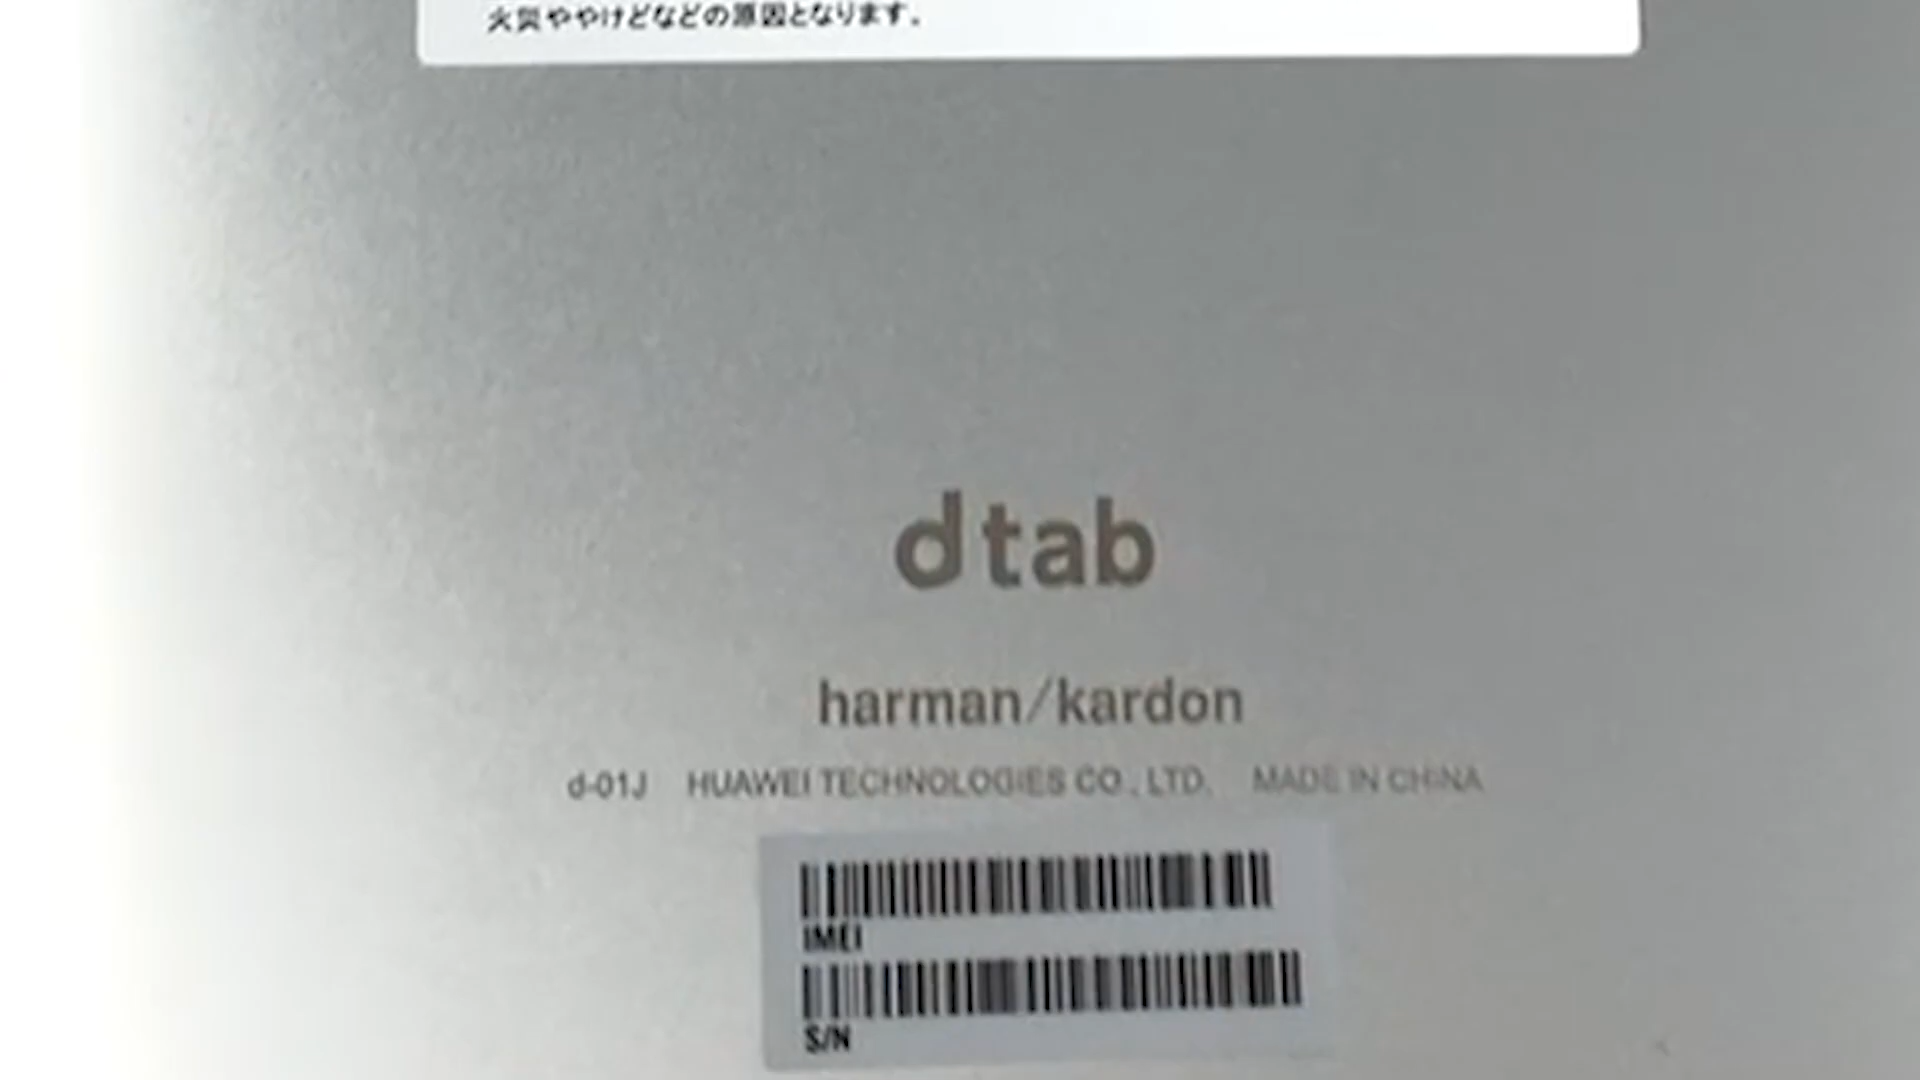 火災ややけどなどの原因となります。
dtab
harman/kardon
d-01J HUAWEI TECHNOLOGIES CO., LTD. MADE IN CHINA
IMEI
S/N